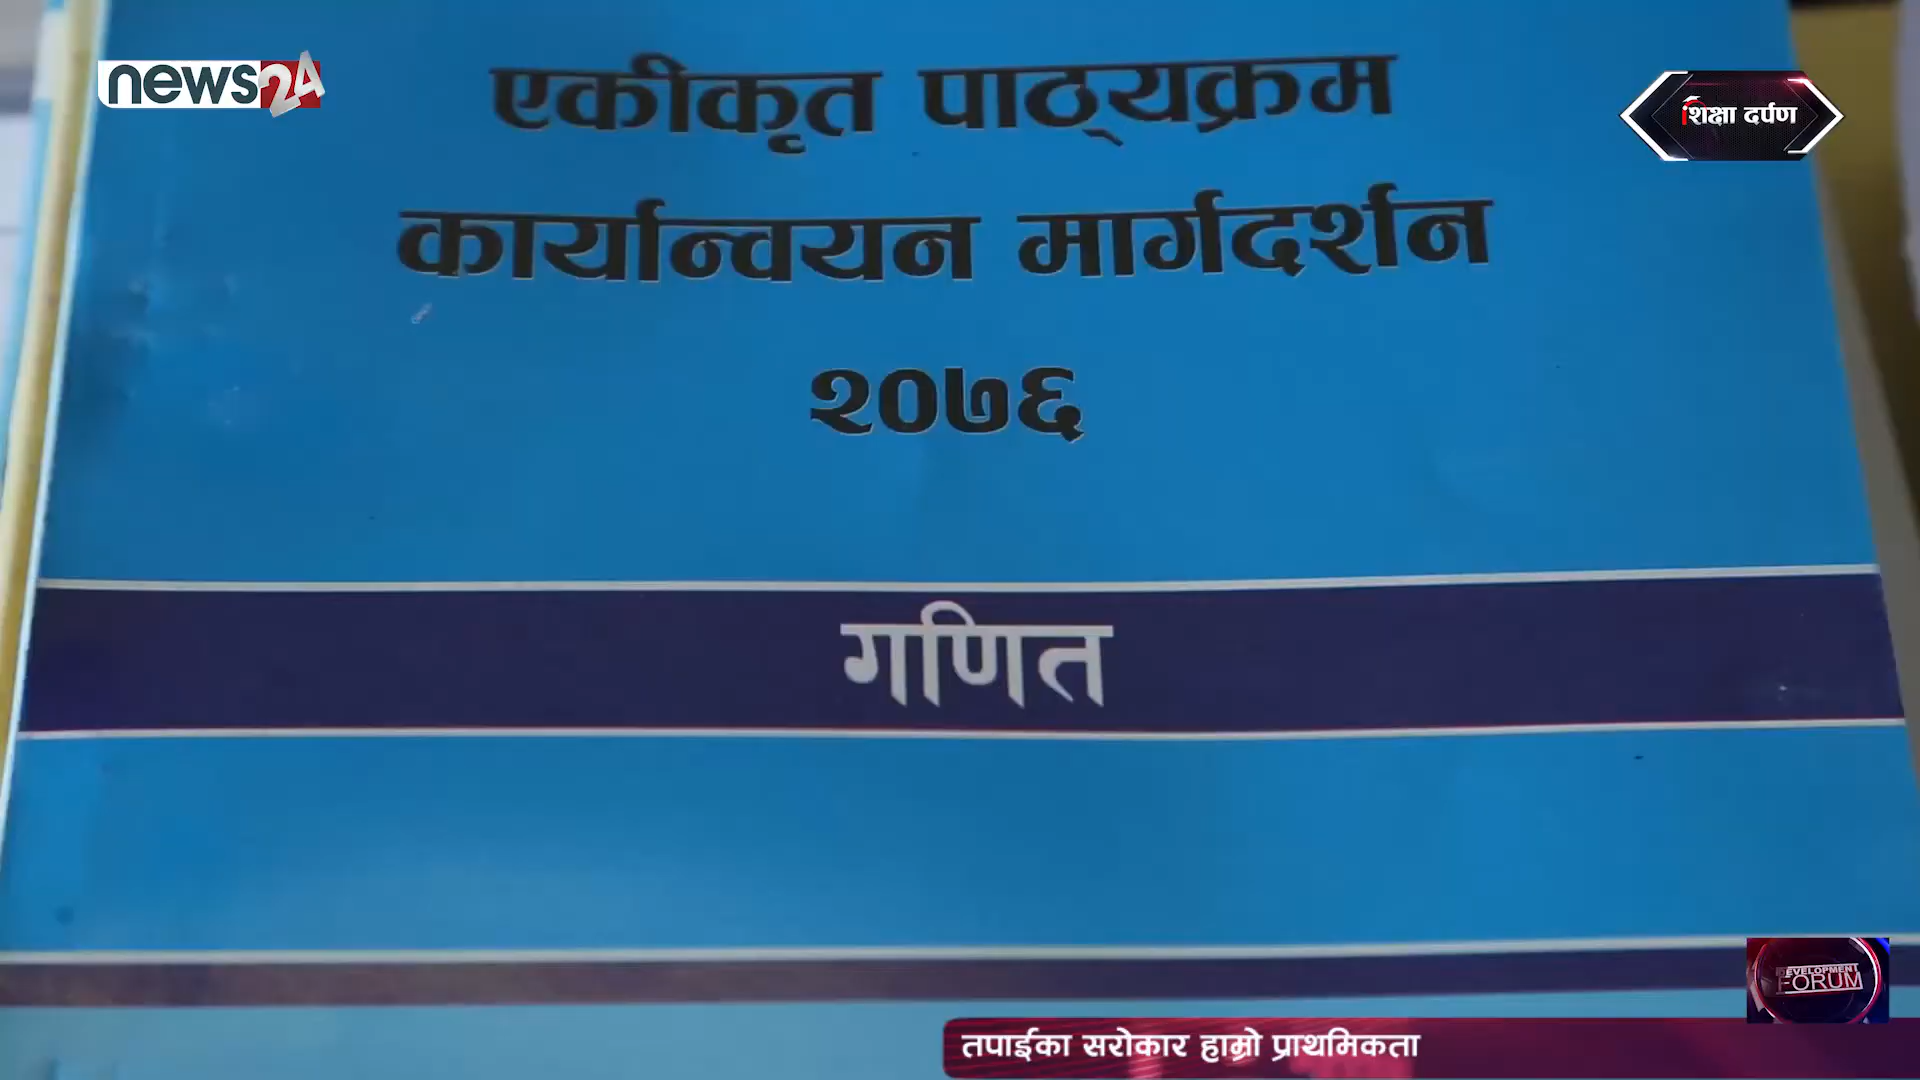 news24
शिक्षा दर्पण
एकीकृत पाठ्यक्रम
कार्यान्वयन मार्गदर्शन
२०७६
गणित
DEVELOPMENT
FORUM
तपाईका सरोकार हाम्रो प्राथमिकता